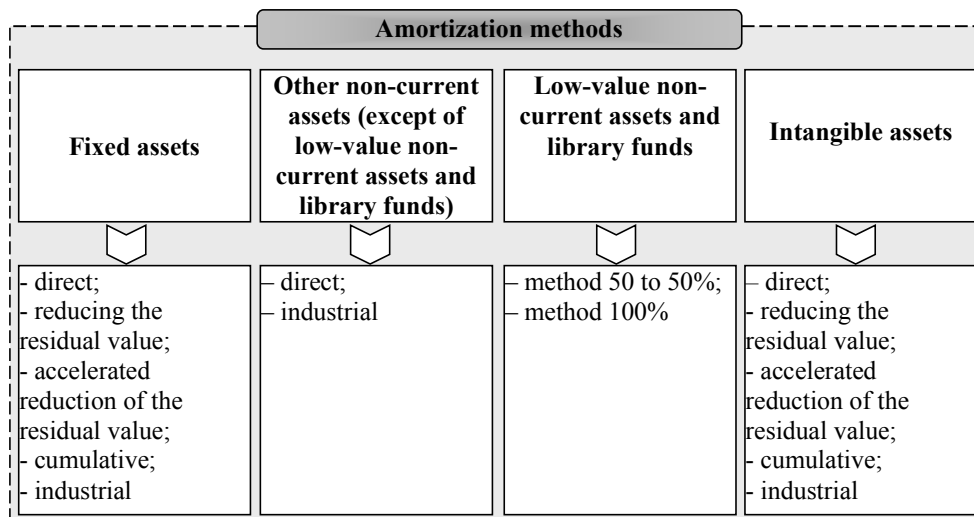 Amortization methods
Fixed assets
Other non-current
assets (except of
low-value non-
current assets and
library funds)
Low-value non-
current assets and
library funds
Intangible assets
- direct;
- reducing the
residual value;
- accelerated
reduction of the
residual value;
- cumulative;
- industrial
– direct;
– industrial
– method 50 to 50%;
– method 100%
– direct;
- reducing the
residual value;
- accelerated
reduction of the
residual value;
- cumulative;
- industrial